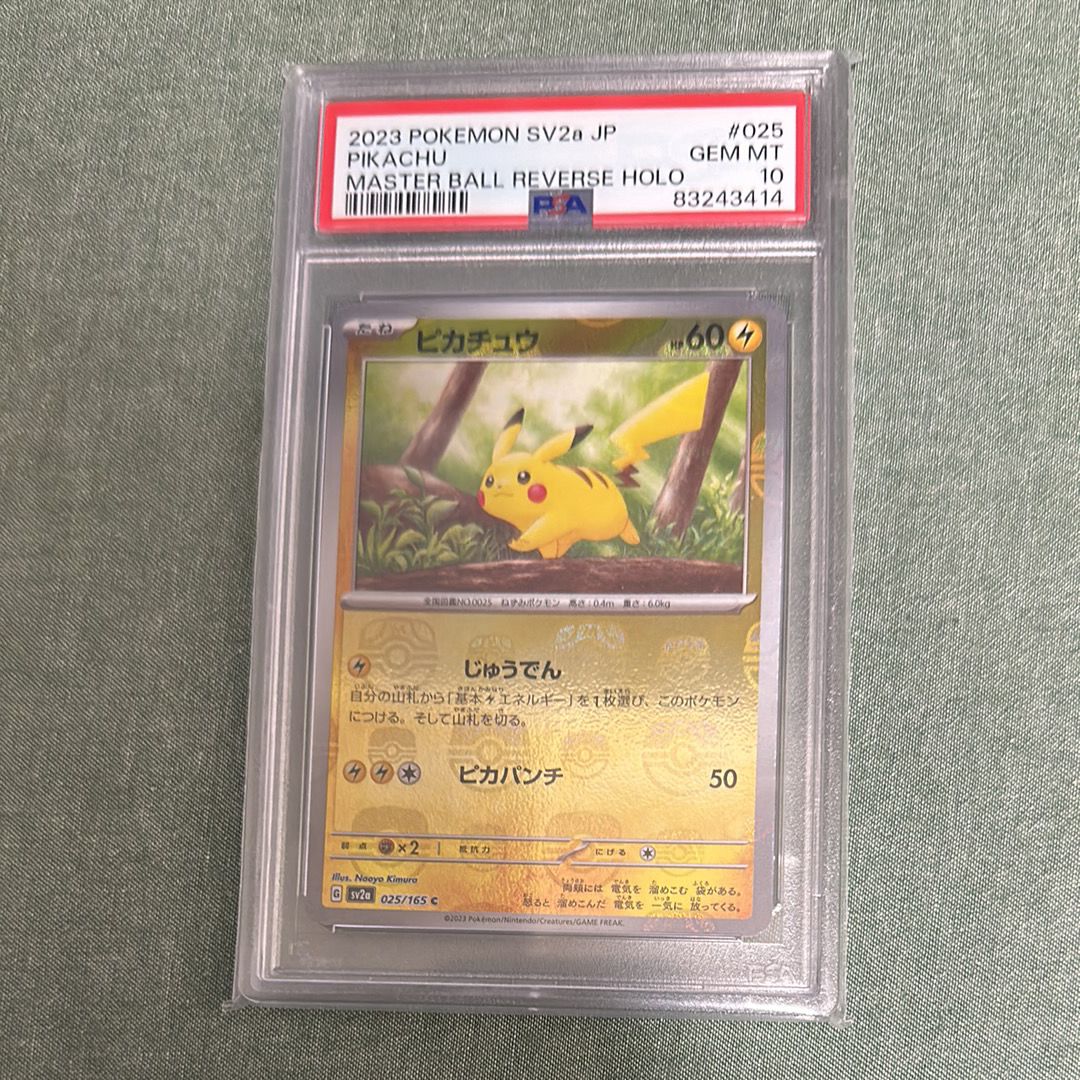 2023 POKEMON SV2a JP #025
PIKACHU GEM MT
MASTER BALL REVERSE HOLO 10
PSA 83243414
たね ピカチュウ HP60
全国図鑑NO.0025 ねずみポケモン 高さ:0.4m 重さ:6.0kg
じゅうでん
自分の山札から「基本エネルギー」を1枚選び、このポケモン
につける。そして山札を切る。
ピカパンチ 50
弱点 ×2 抵抗力 にげる
Illus. Naoyo Kimura
G sv2a 025/165 C
両頬には 電気を 溜めこむ 袋がある。
怒ると 溜めこんだ 電気を 一気に 放ってくる。
©2023 Pokémon/Nintendo/Creatures/GAME FREAK.
PSA